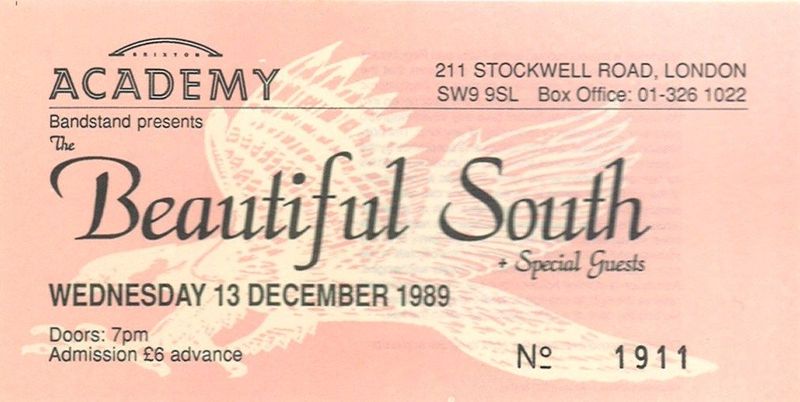 BRIXTON
ACADEMY
211 STOCKWELL ROAD, LONDON
SW9 9SL Box Office: 01-326 1022
Bandstand presents
The
Beautiful South
+ Special Guests
WEDNESDAY 13 DECEMBER 1989
Doors: 7pm
Admission £6 advance
Nº 1911